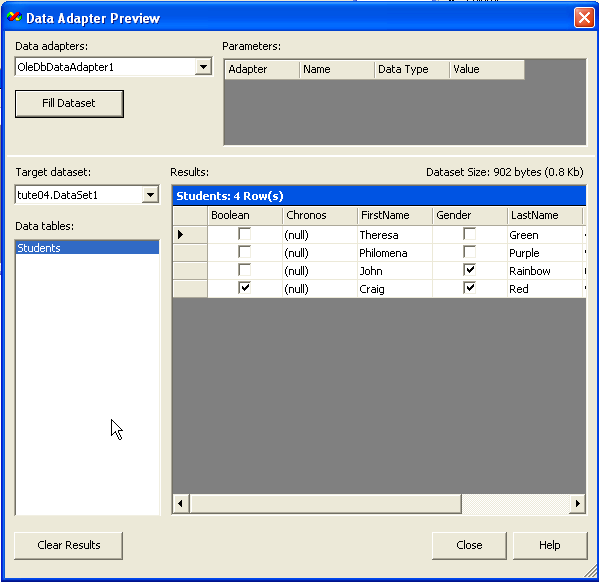 Data Adapter Preview
Data adapters:
Parameters:
OleDbDataAdapter1
Adapter Name Data Type Value
Fill Dataset
Target dataset:
Results:
Dataset Size: 902 bytes (0.8 Kb)
tute04.DataSet1
Students: 4 Row(s)
Boolean Chronos FirstName Gender LastName
Data tables:
Students
(null) Theresa Green
(null) Philomena Purple
(null) John Rainbow
(null) Craig Red
Clear Results
Close
Help